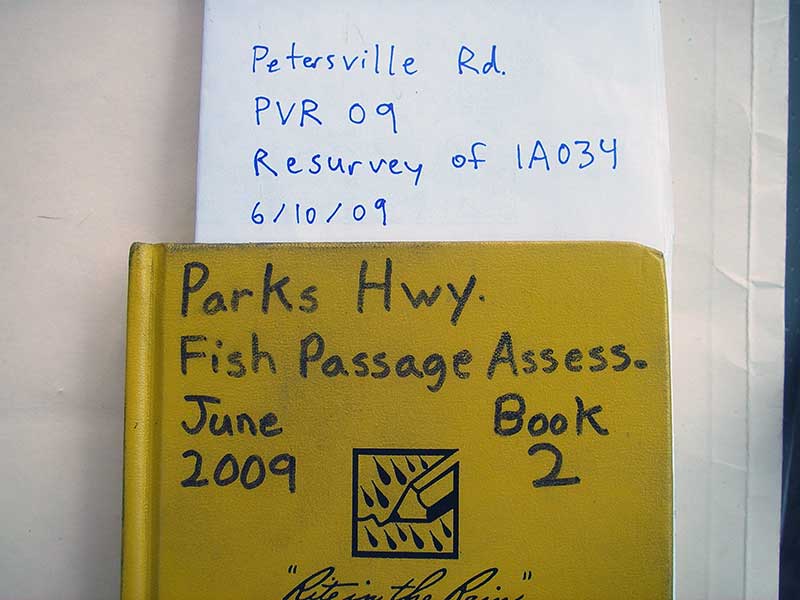 Petersville Rd.
PVR 09
Resurvey of 1A034
6/10/09
Parks Hwy.
Fish Passage Assess.
June Book
2009 2
"Rite in the Rain"